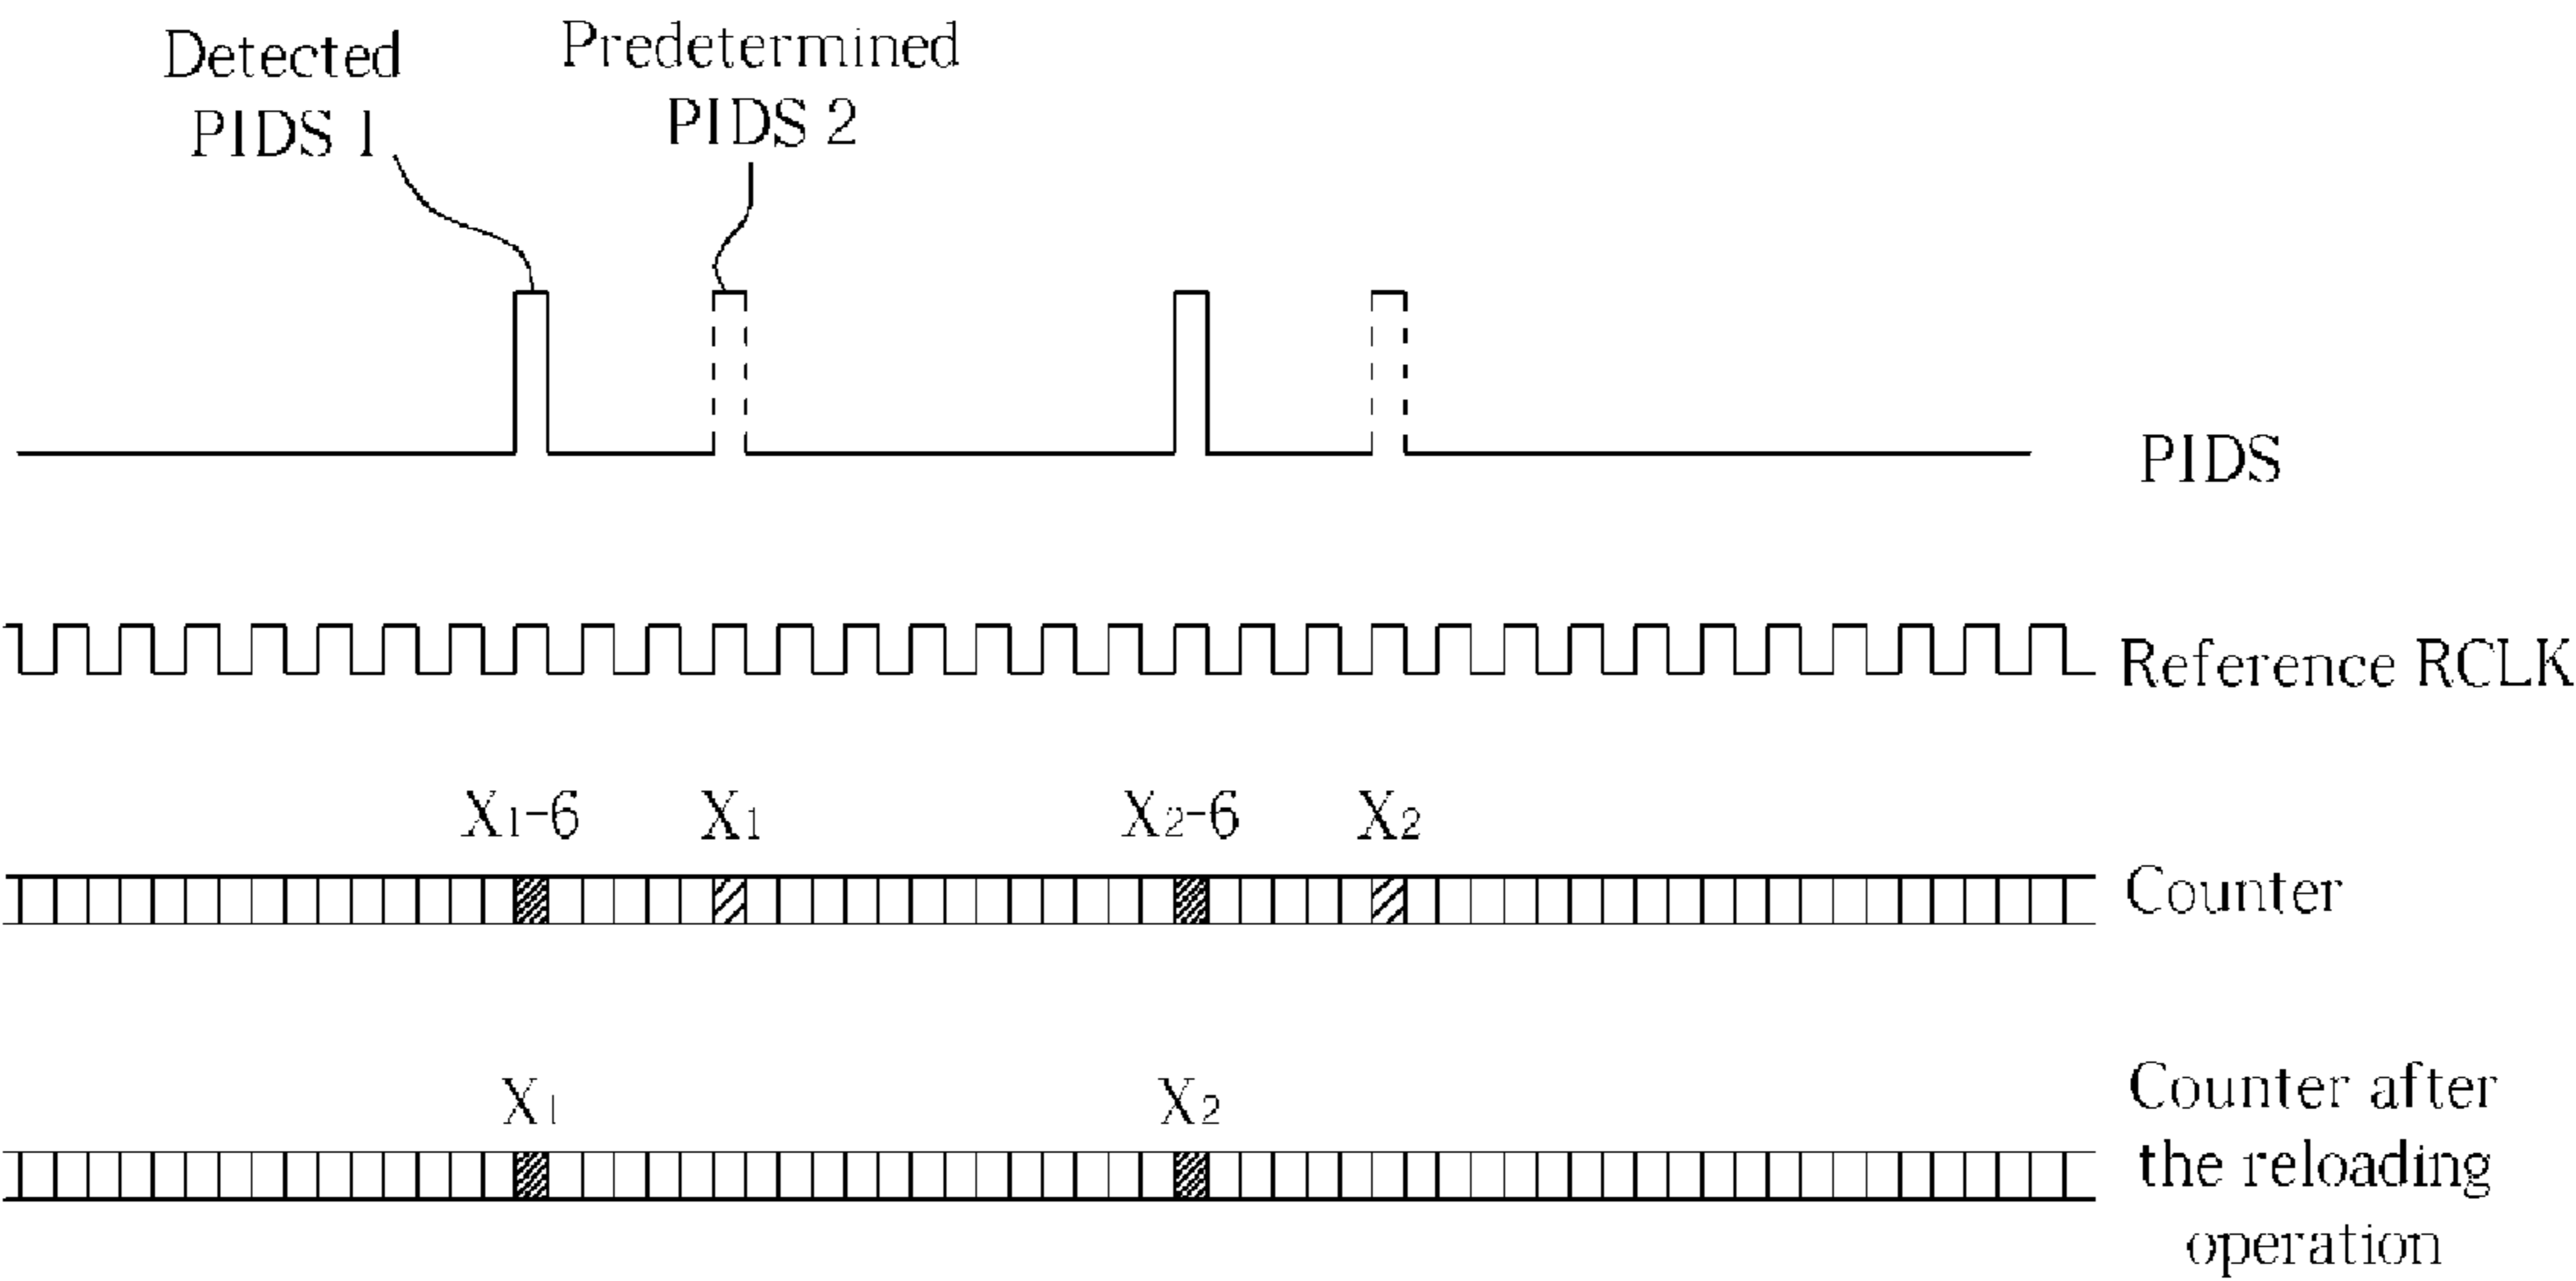 Detected
PIDS 1
Predetermined
PIDS 2
PIDS
Reference RCLK
X1-6
X1
X2-6
X2
Counter
X1
X2
Counter after
the reloading
operation